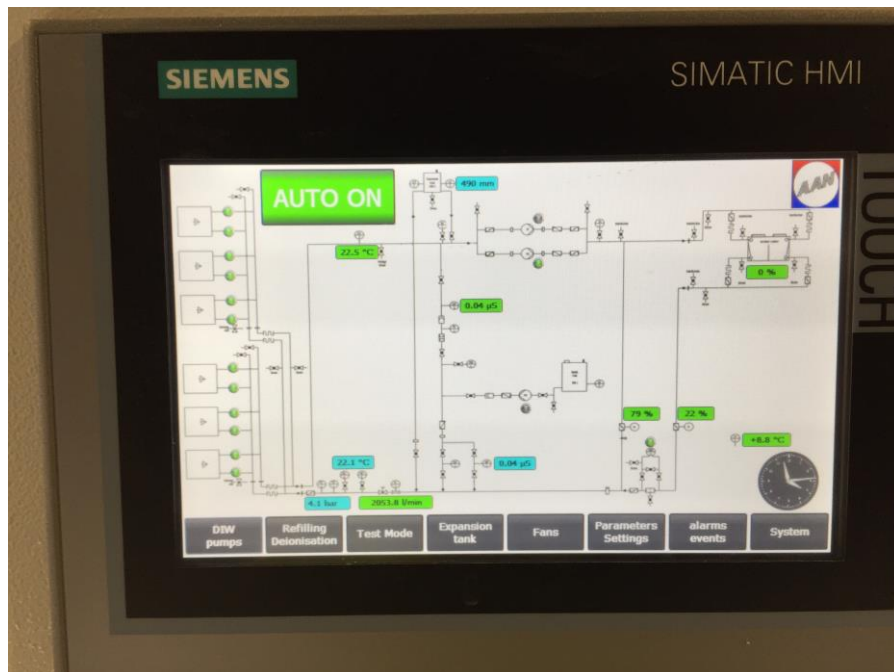 SIEMENS
SIMATIC HMI
TOUCH
AUTO ON
AAN
490 mm
22.5 °C
0 %
0.04 µS
79 %
22 %
+8.8 °C
22.1 °C
0.04 µS
4.1 bar
2053.8 l/min
DIW
pumps
Refilling
Deionisation
Test Mode
Expansion
tank
Fans
Parameters
Settings
alarms
events
System